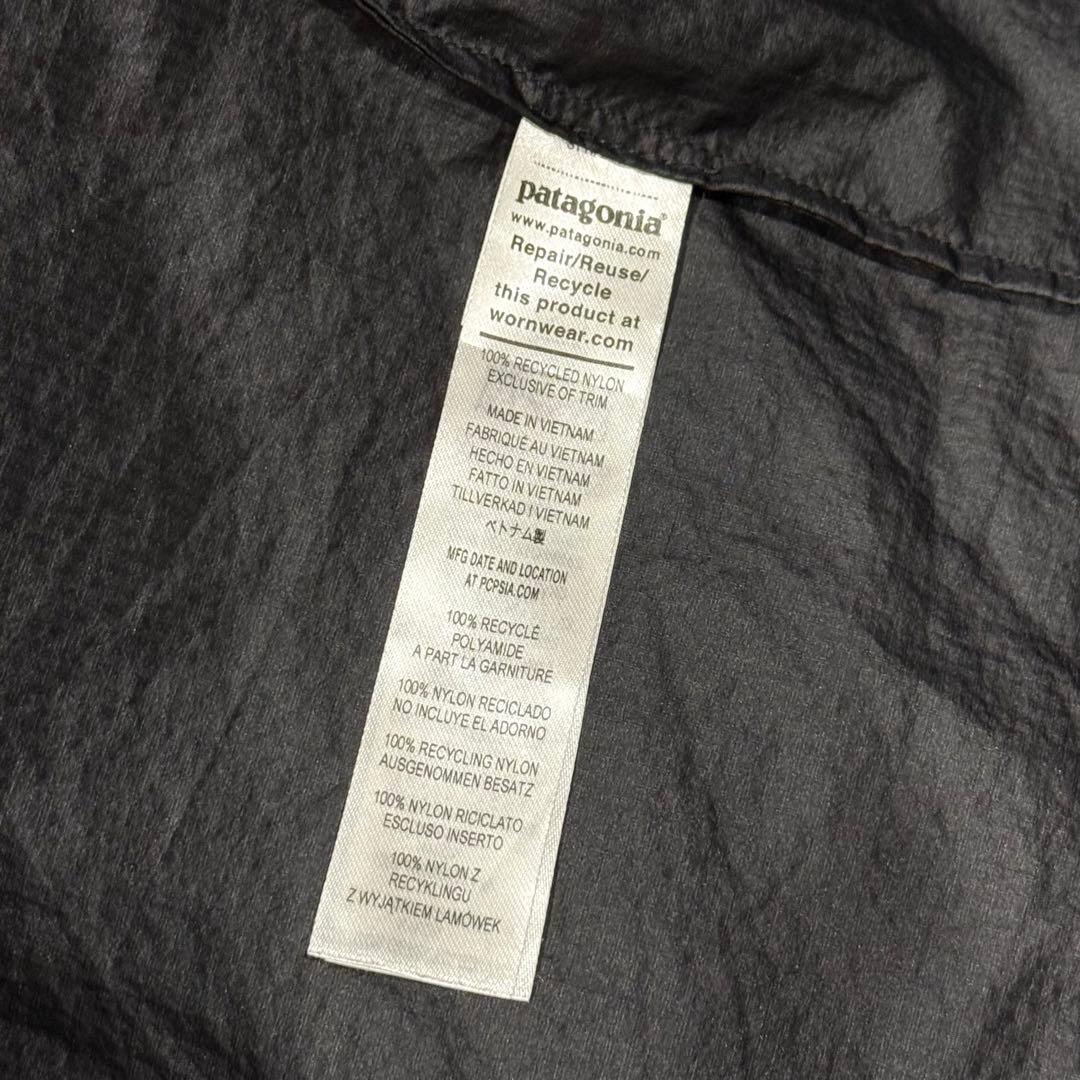 patagonia®
www.patagonia.com
Repair/Reuse/
Recycle
this product at
wornwear.com
100% RECYCLED NYLON
EXCLUSIVE OF TRIM
MADE IN VIETNAM
FABRIQUÉ AU VIETNAM
HECHO EN VIETNAM
FATTO IN VIETNAM
TILLVERKAD I VIETNAM
ベトナム製
MFG DATE AND LOCATION
AT PCPSIA.COM
100% RECYCLÉ
POLYAMIDE
A PART LA GARNITURE
100% NYLON RECICLADO
NO INCLUYE EL ADORNO
100% RECYCLING NYLON
AUSGENOMMEN BESATZ
100% NYLON RICICLATO
ESCLUSO INSERTO
100% NYLON Z
RECYKLINGU
Z WYJĄTKIEM LAMÓWEK